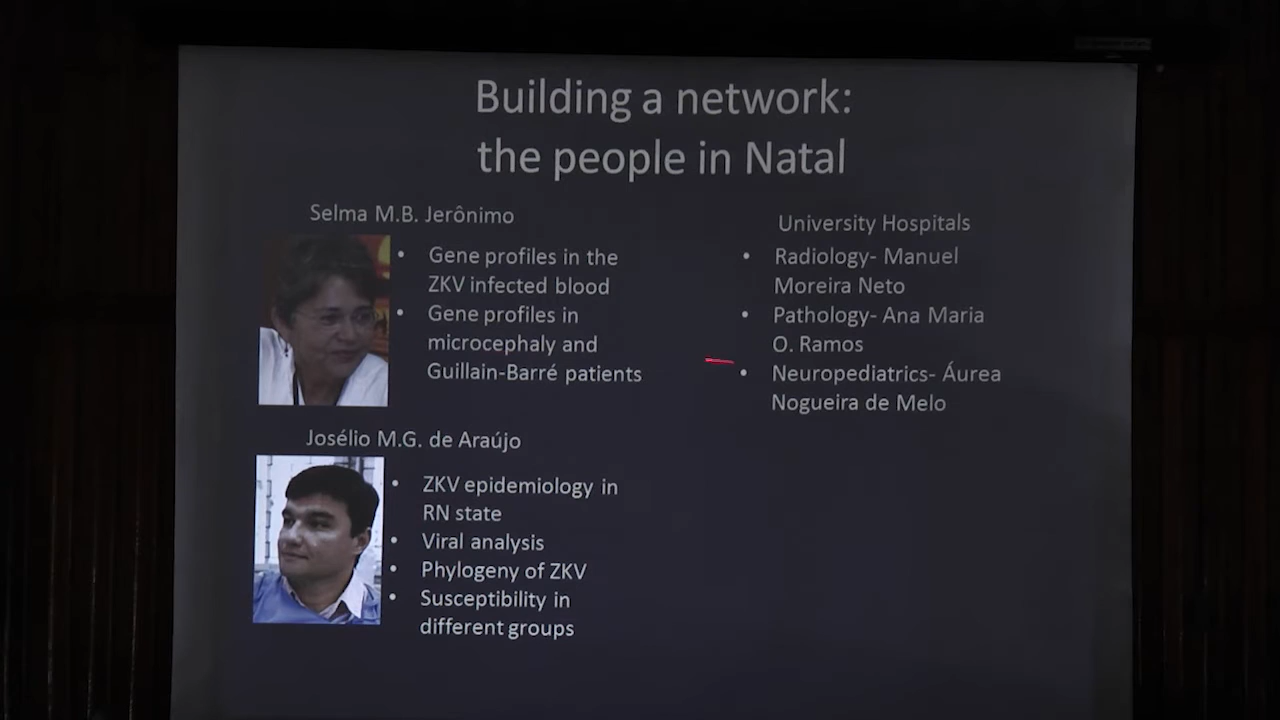 Building a network:
the people in Natal
Selma M.B. Jerônimo
• Gene profiles in the
ZKV infected blood
• Gene profiles in
microcephaly and
Guillain-Barré patients
Josélio M.G. de Araújo
• ZKV epidemiology in
RN state
• Viral analysis
• Phylogeny of ZKV
• Susceptibility in
different groups
University Hospitals
• Radiology- Manuel
Moreira Neto
• Pathology- Ana Maria
O. Ramos
• Neuropediatrics- Áurea
Nogueira de Melo